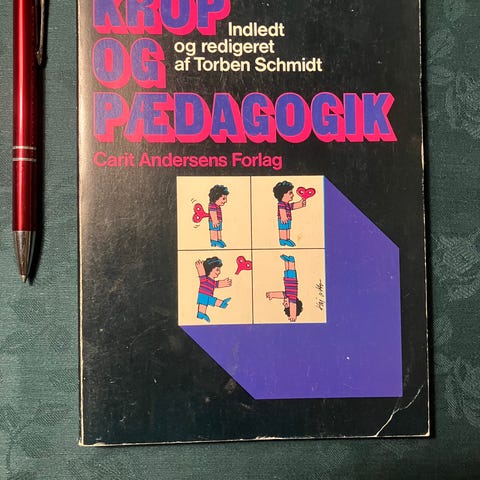 KROP
Indledt
og redigeret
OG
af Torben Schmidt
PÆDAGOGIK
Carit Andersens Forlag